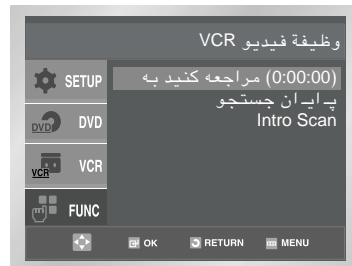 وظيفة فيديو VCR
SETUP
(0:00:00) مراجعه کنید به
DVD
DVD
پایان جستجو
Intro Scan
VCR
VCR
FUNC
OK
RETURN
MENU